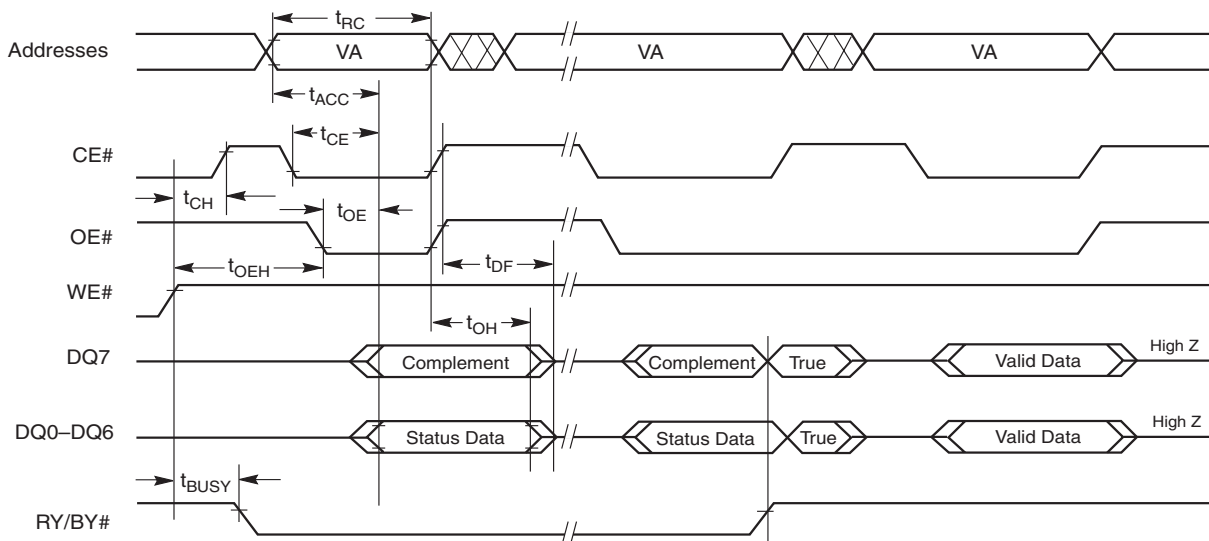 tRC
Addresses VA VA VA
tACC
tCE
CE#
tCH
tOE
OE#
tOEH
tDF
WE#
tOH
DQ7 Complement Complement True Valid Data High Z
DQ0–DQ6 Status Data Status Data True Valid Data High Z
tBUSY
RY/BY#